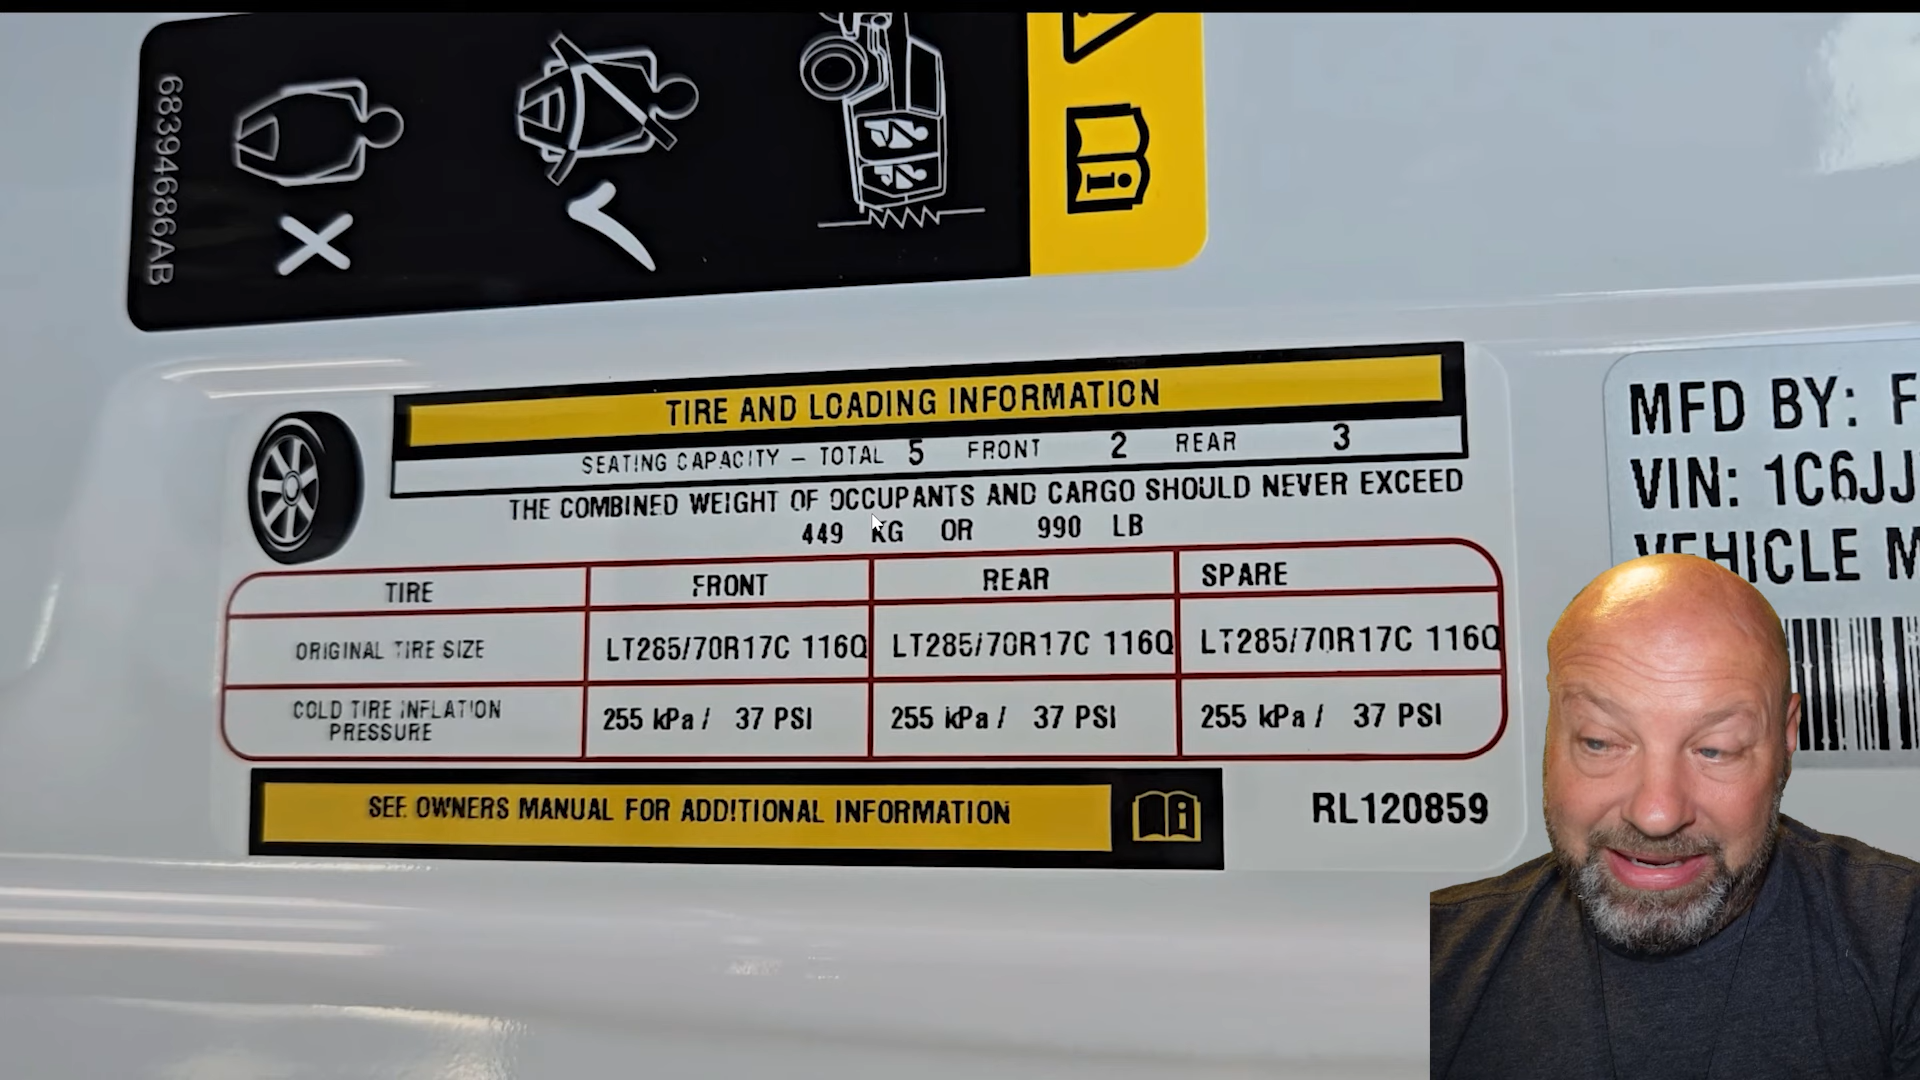 68394686AB
TIRE AND LOADING INFORMATION
SEATING CAPACITY – TOTAL 5 FRONT 2 REAR 3
THE COMBINED WEIGHT OF OCCUPANTS AND CARGO SHOULD NEVER EXCEED
449 KG OR 990 LB
TIRE FRONT REAR SPARE
ORIGINAL TIRE SIZE LT285/70R17C 116Q LT285/70R17C 116Q LT285/70R17C 116Q
COLD TIRE INFLATION PRESSURE 255 kPa / 37 PSI 255 kPa / 37 PSI 255 kPa / 37 PSI
SEE OWNERS MANUAL FOR ADDITIONAL INFORMATION
RL120859
MFD BY: F
VIN: 1C6JJ
VEHICLE M